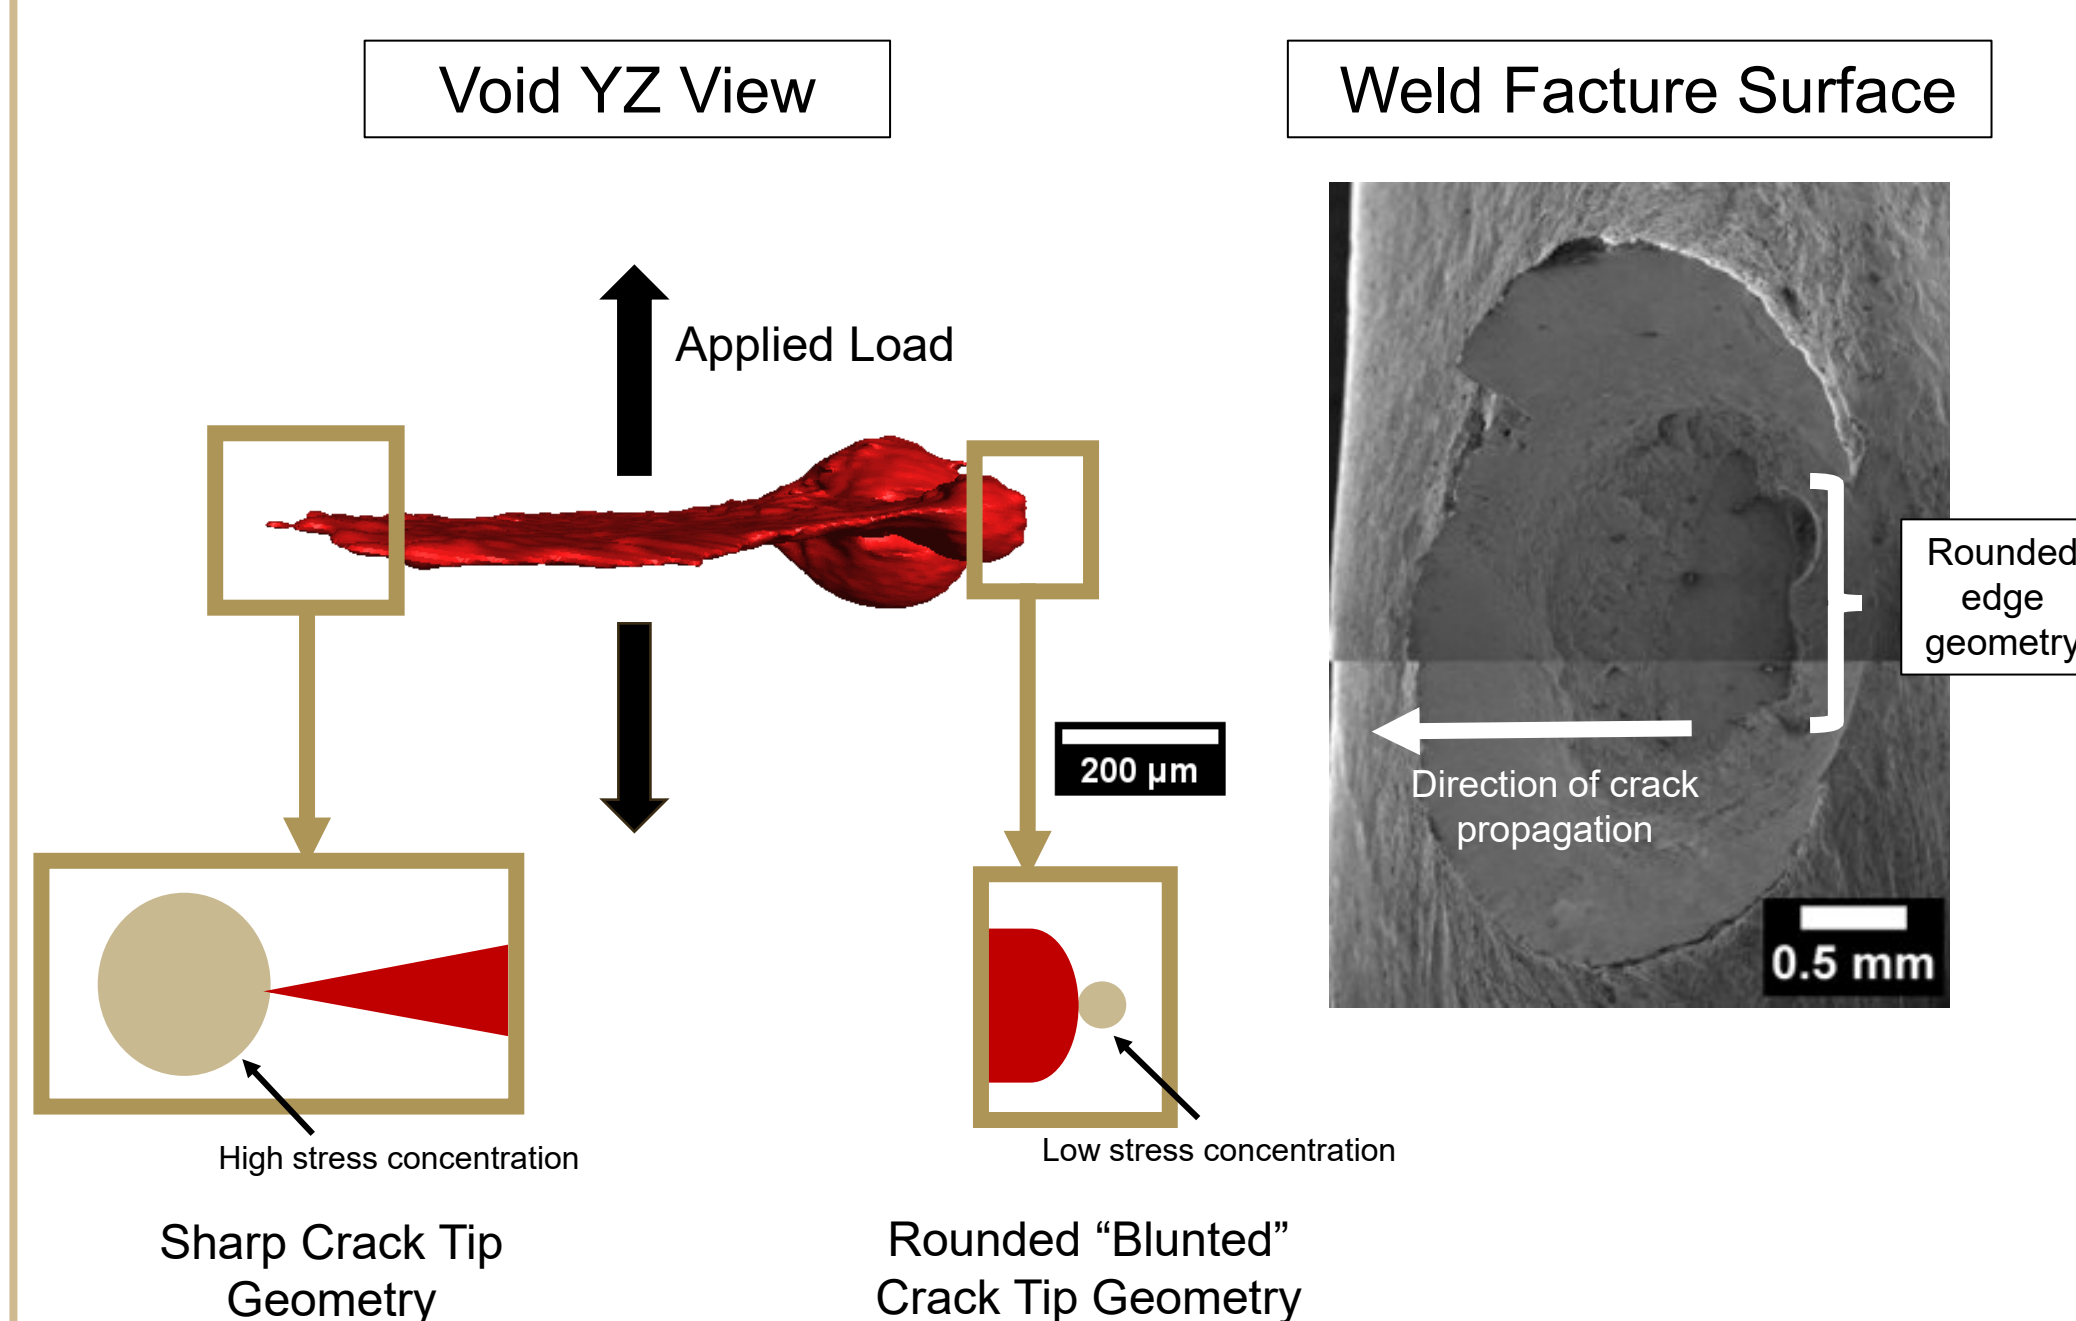 Void YZ View
Weld Facture Surface
Applied Load
Rounded
edge
geometry
200 µm
Direction of crack
propagation
0.5 mm
High stress concentration
Low stress concentration
Sharp Crack Tip
Geometry
Rounded “Blunted”
Crack Tip Geometry